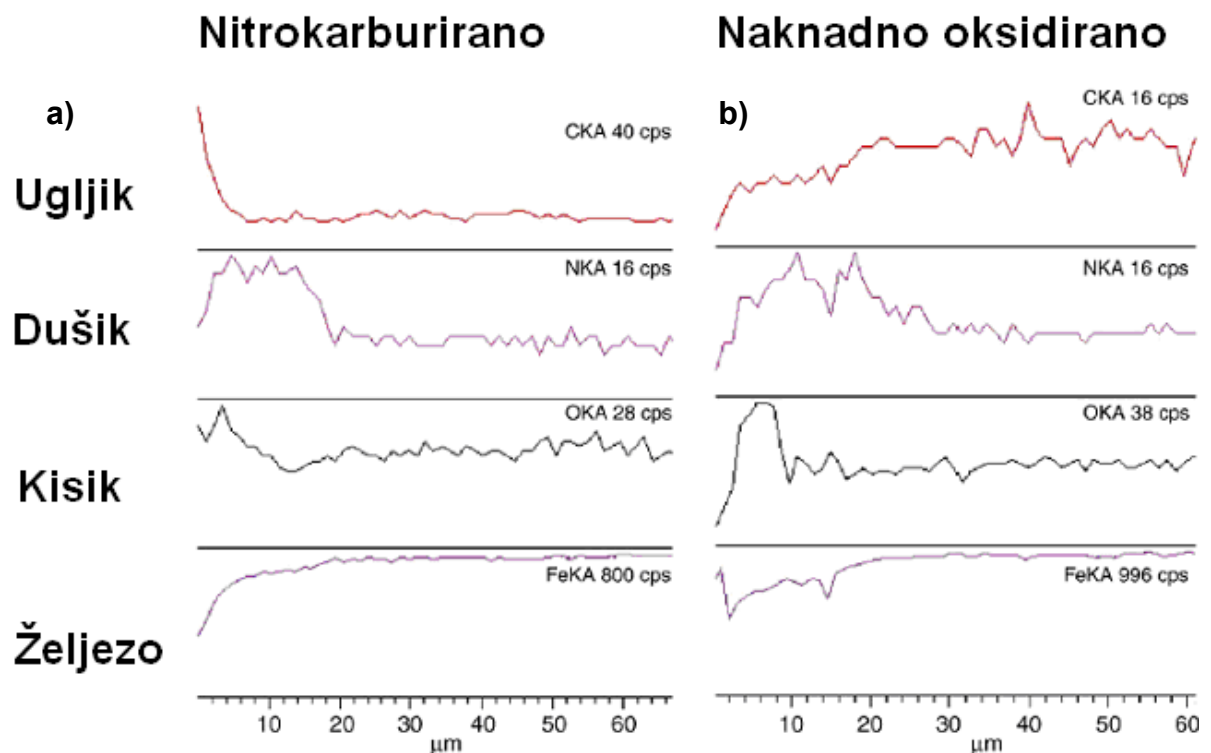 Nitrokarburirano
Naknadno oksidirano
a)
CKA 40 cps
b)
CKA 16 cps
Ugljik
NKA 16 cps
NKA 16 cps
Dušik
OKA 28 cps
OKA 38 cps
Kisik
FeKA 800 cps
FeKA 996 cps
Željezo
10 20 30 40 50 60
µm
10 20 30 40 50 60
µm